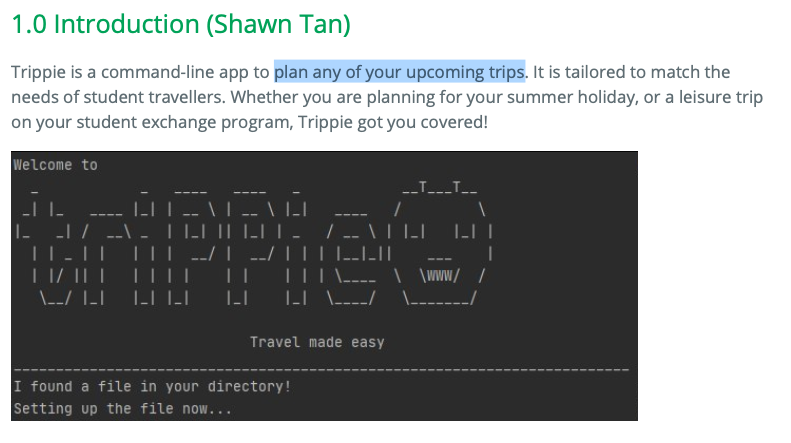 1.0 Introduction (Shawn Tan)
Trippie is a command-line app to plan any of your upcoming trips. It is tailored to match the
needs of student travellers. Whether you are planning for your summer holiday, or a leisure trip
on your student exchange program, Trippie got you covered!
Welcome to
triPPie
Travel made easy
I found a file in your directory!
Setting up the file now...